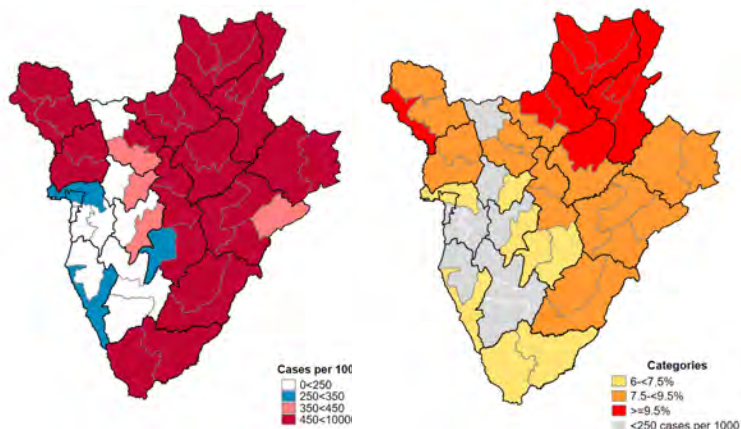 Cases per 100
0<250
250<350
350<450
450<1000
Categories
6-<7.5%
7.5-<9.5%
>=9.5%
<250 cases per 1000